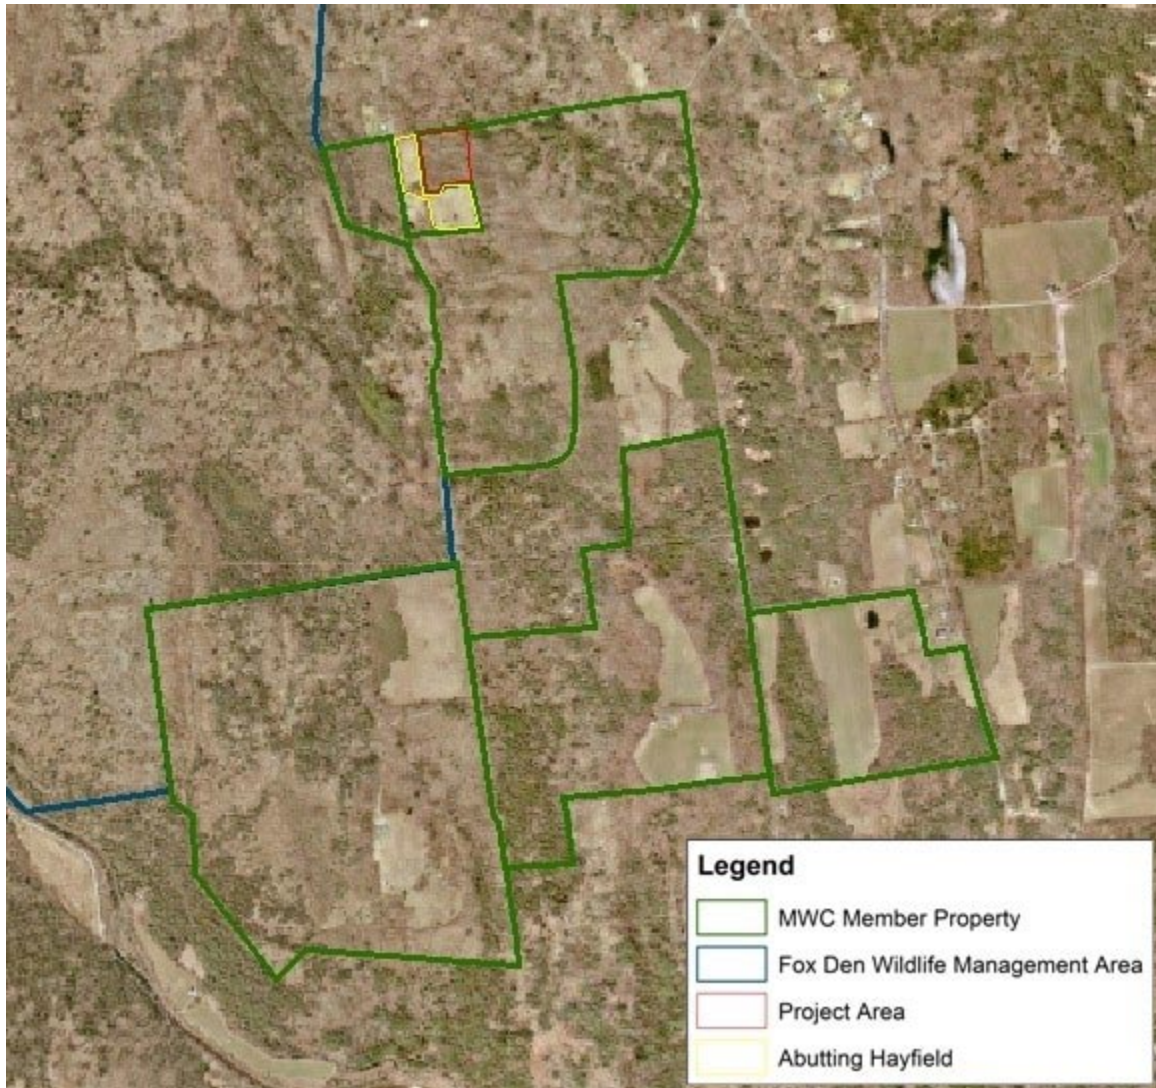 Legend
MWC Member Property
Fox Den Wildlife Management Area
Project Area
Abutting Hayfield